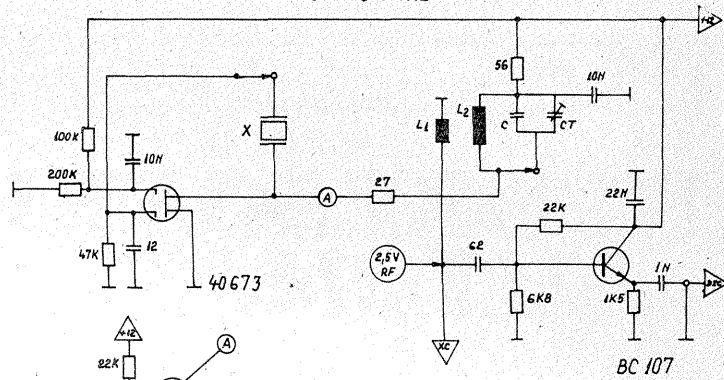 +12
56
10N
L1
L2
C
CT
100K
10N
X
200K
A
27
22N
22K
47K
12
62
2,5V
RF
40673
6K8
1K5
1N
+12
XC
A
22K
BC 107